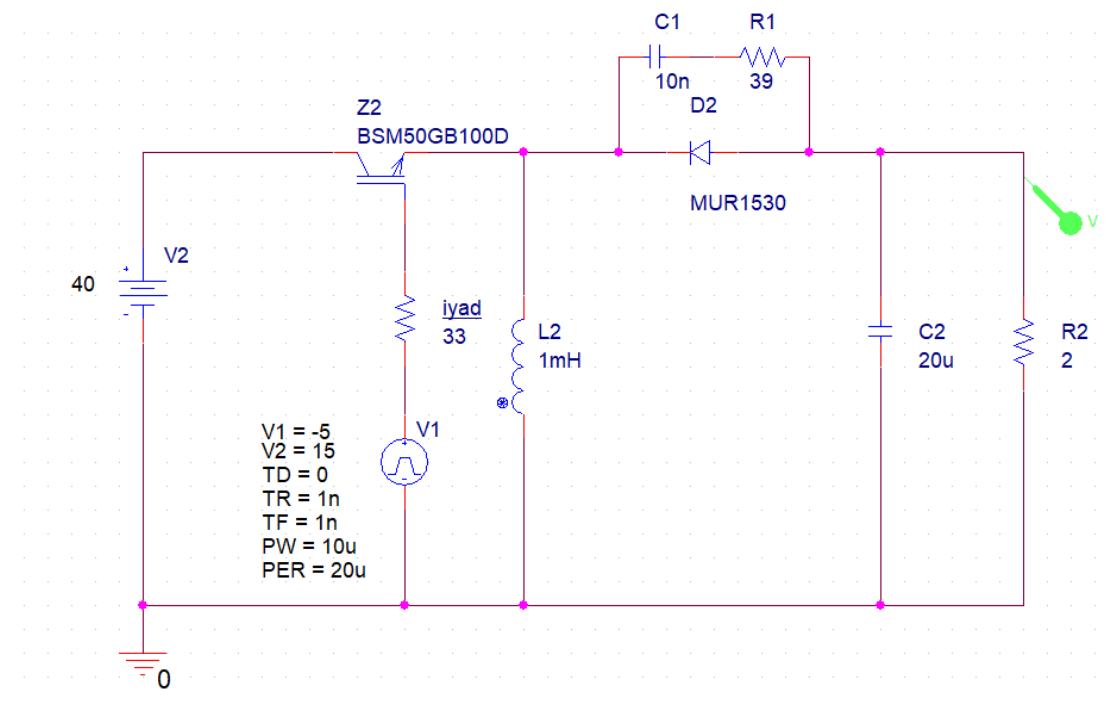 C1 R1
10n 39
D2
Z2
BSM50GB100D
MUR1530
V
V2
40
+
-
iyad
33
L2
1mH
C2
20u
R2
2
V1
V1 = -5
V2 = 15
TD = 0
TR = 1n
TF = 1n
PW = 10u
PER = 20u
0